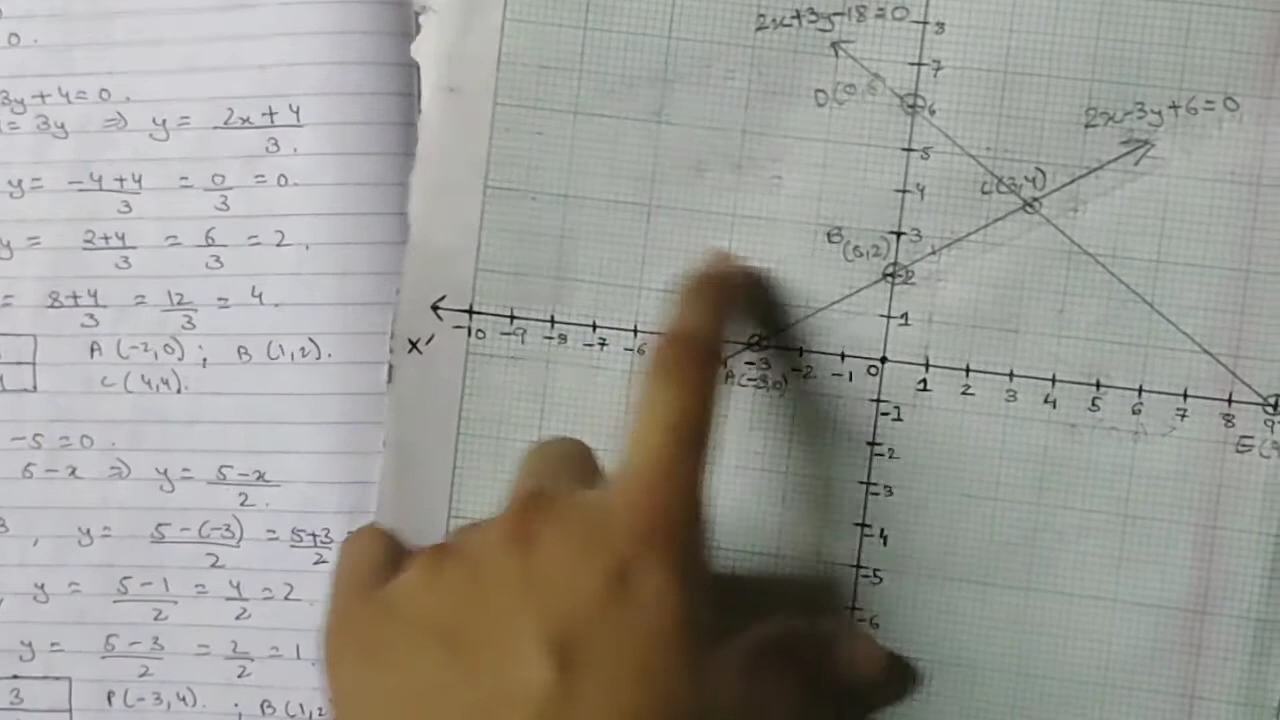 0.
3y+4=0.
= 3y ⇒ y = 2x+4/3.
y = -4+4/3 = 0/3 = 0.
y = 2+4/3 = 6/3 = 2.
= 8+4/3 = 12/3 = 4.
A(-2,0) ; B(1,2).
C(4,4).
-5=0.
5-x ⇒ y = 5-x/2.
, y = 5-(-3)/2 = 5+3/2 =
y = 5-1/2 = 4/2 = 2
y = 5-3/2 = 2/2 = 1.
3 P(-3,4). ; B(1,2
2x+3y-18=0
8
7
6
5
4
3
2
1
2x-3y+6=0
C(3,4)
X'
-10 -9 -8 -7 -6 -3 -2 -1 0 1 2 3 4 5 6 7 8 9
A(-3,0)
-1
-2
-3
-4
-5
-6